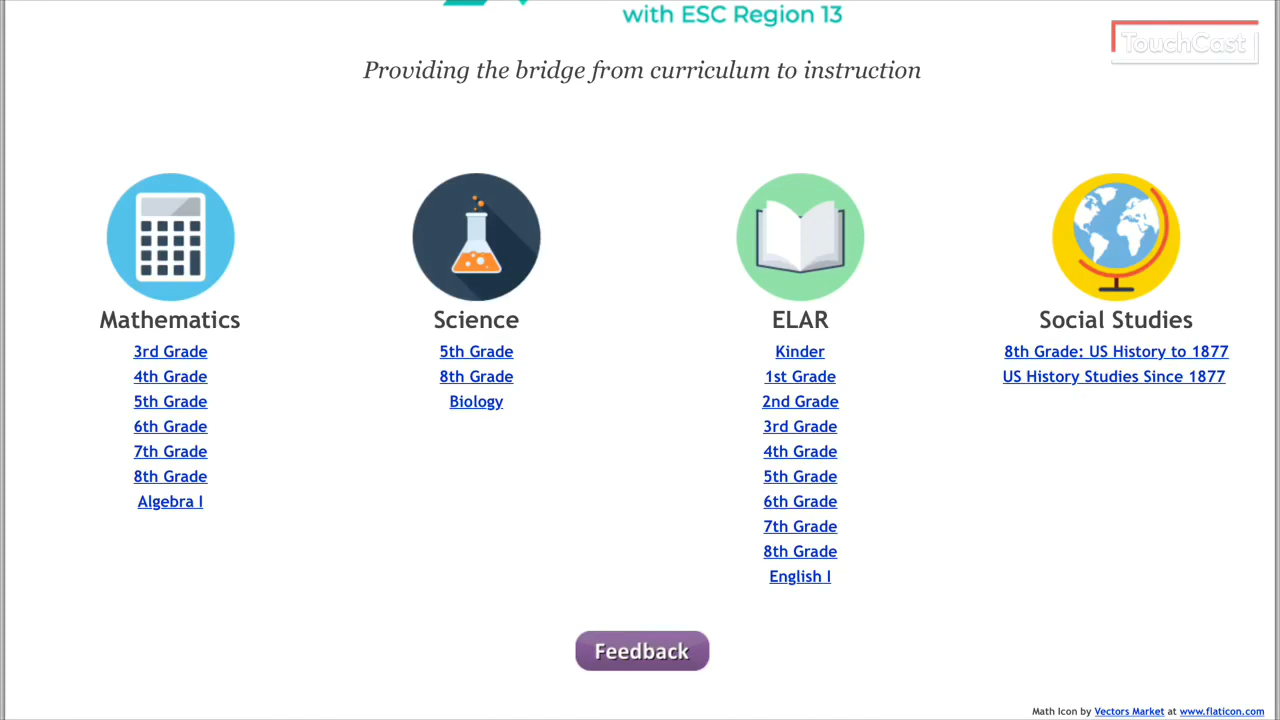 with ESC Region 13
TouchCast
Providing the bridge from curriculum to instruction
Mathematics
3rd Grade
4th Grade
5th Grade
6th Grade
7th Grade
8th Grade
Algebra I
Science
5th Grade
8th Grade
Biology
ELAR
Kinder
1st Grade
2nd Grade
3rd Grade
4th Grade
5th Grade
6th Grade
7th Grade
8th Grade
English I
Social Studies
8th Grade: US History to 1877
US History Studies Since 1877
Feedback
Math Icon by Vectors Market at www.flaticon.com